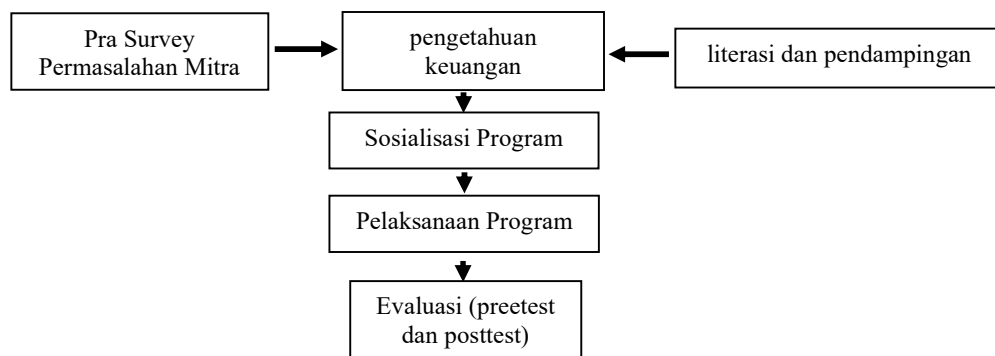 Pra Survey
Permasalahan Mitra
pengetahuan
keuangan
literasi dan pendampingan
Sosialisasi Program
Pelaksanaan Program
Evaluasi (preetest
dan posttest)